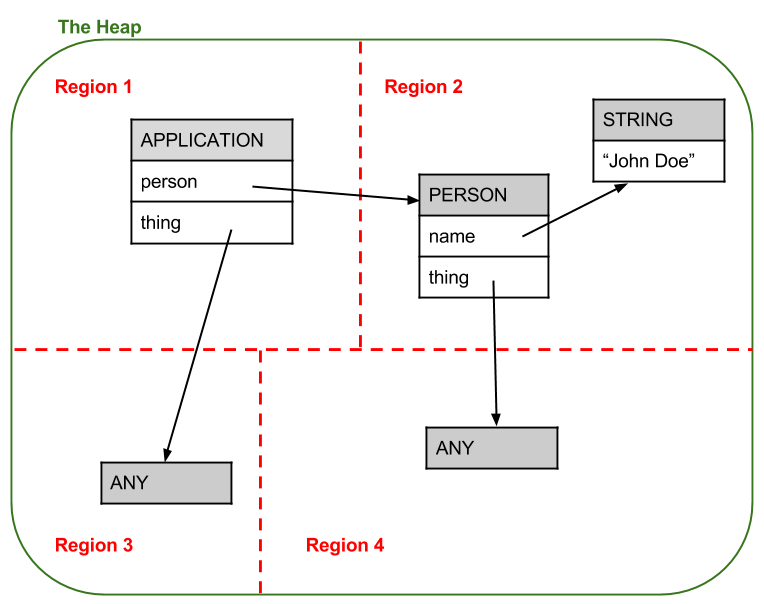 The Heap
Region 1
Region 2
APPLICATION
person
thing
PERSON
name
thing
STRING
“John Doe”
ANY
ANY
Region 3
Region 4